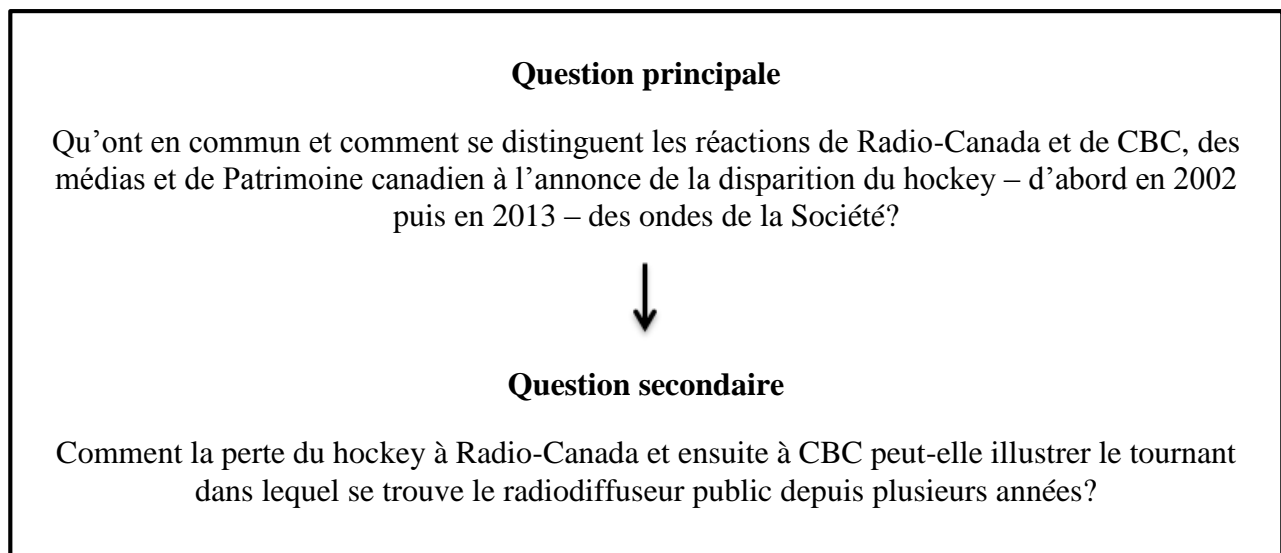 Question principale
Qu’ont en commun et comment se distinguent les réactions de Radio-Canada et de CBC, des
médias et de Patrimoine canadien à l’annonce de la disparition du hockey – d’abord en 2002
puis en 2013 – des ondes de la Société?
Question secondaire
Comment la perte du hockey à Radio-Canada et ensuite à CBC peut-elle illustrer le tournant
dans lequel se trouve le radiodiffuseur public depuis plusieurs années?